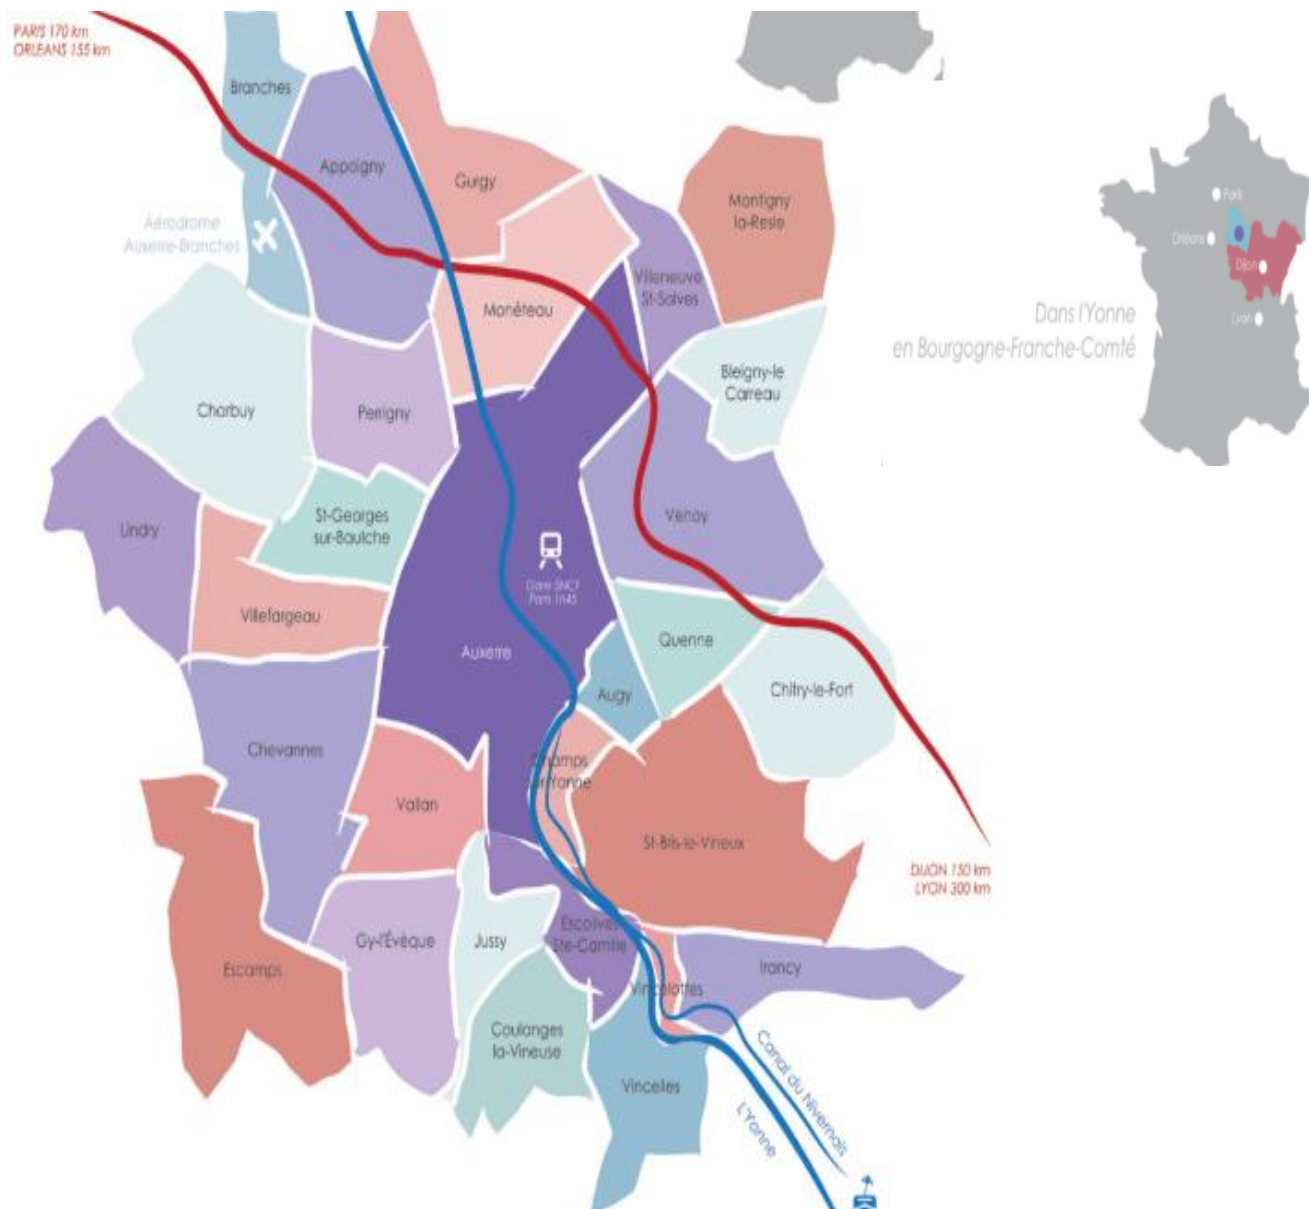 PARIS 170 km
ORLEANS 155 km
Branches
Appoigny
Gurgy
Montigny
la-Resle
Aérodrome
Auxerre-Branches
Villeneuve
St-Salves
Monéteau
Paris
Orléans
Dijon
Lyon
Dans l'Yonne
en Bourgogne-Franche-Comté
Bleigny-le
Carreau
Charbuy
Perrigny
Lindry
St-Georges
sur-Baulche
Venoy
Gare SNCF
Paris 1h45
Villefargeau
Auxerre
Quenne
Augy
Chitry-le-Fort
Chevannes
Champs
sur-Yonne
Vallan
St-Bris-le-Vineux
DIJON 150 km
LYON 300 km
Escolives
Ste-Camille
Gy-l'Évêque
Jussy
Escamps
Irancy
Vincelottes
Coulanges
la-Vineuse
Vincelles
Canal du Nivernais
L'Yonne